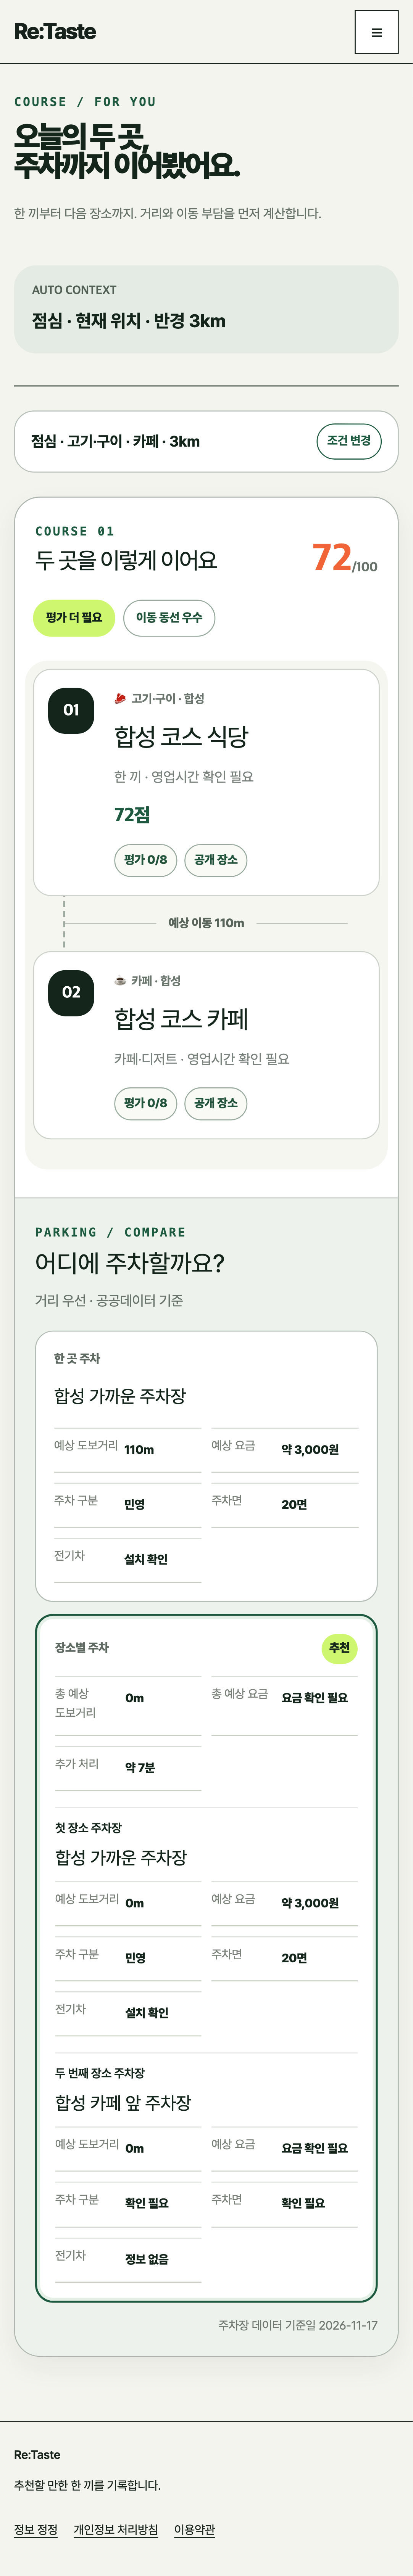 Re:Taste
COURSE / FOR YOU
오늘의 두 곳,
주차까지 이어봤어요.
한 끼부터 다음 장소까지. 거리와 이동 부담을 먼저 계산합니다.
AUTO CONTEXT
점심 · 현재 위치 · 반경 3km
점심 · 고기·구이 · 카페 · 3km
조건 변경
COURSE 01
두 곳을 이렇게 이어요
72/100
평가 더 필요
이동 동선 우수
01
고기·구이 · 합성
합성 코스 식당
한 끼 · 영업시간 확인 필요
72점
평가 0/8
공개 장소
예상 이동 110m
02
카페 · 합성
합성 코스 카페
카페·디저트 · 영업시간 확인 필요
평가 0/8
공개 장소
PARKING / COMPARE
어디에 주차할까요?
거리 우선 · 공공데이터 기준
한 곳 주차
합성 가까운 주차장
예상 도보거리 110m
예상 요금 약 3,000원
주차 구분 민영
주차면 20면
전기차 설치 확인
장소별 주차
추천
총 예상
도보거리
0m
총 예상 요금 요금 확인 필요
추가 처리 약 7분
첫 장소 주차장
합성 가까운 주차장
예상 도보거리 0m
예상 요금 약 3,000원
주차 구분 민영
주차면 20면
전기차 설치 확인
두 번째 장소 주차장
합성 카페 앞 주차장
예상 도보거리 0m
예상 요금 요금 확인 필요
주차 구분 확인 필요
주차면 확인 필요
전기차 정보 없음
주차장 데이터 기준일 2026-11-17
Re:Taste
추천할 만한 한 끼를 기록합니다.
정보 정정
개인정보 처리방침
이용약관